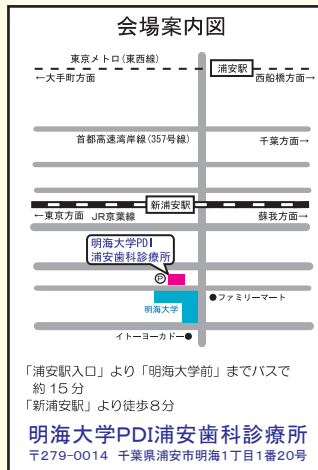 会場案内図
東京メトロ（東西線）
浦安駅
←大手町方面
西船橋方面→
首都高速湾岸線（357号線）
千葉方面→
新浦安駅
←東京方面
JR京葉線
蘇我方面→
明海大学PDI
浦安歯科診療所
Ⓟ
●ファミリーマート
明海大学
イトーヨーカドー●
「浦安駅入口」より「明海大学前」までバスで
約15分
「新浦安駅」より徒歩8分
明海大学PDI浦安歯科診療所
〒279-0014 千葉県浦安市明海1丁目1番20号